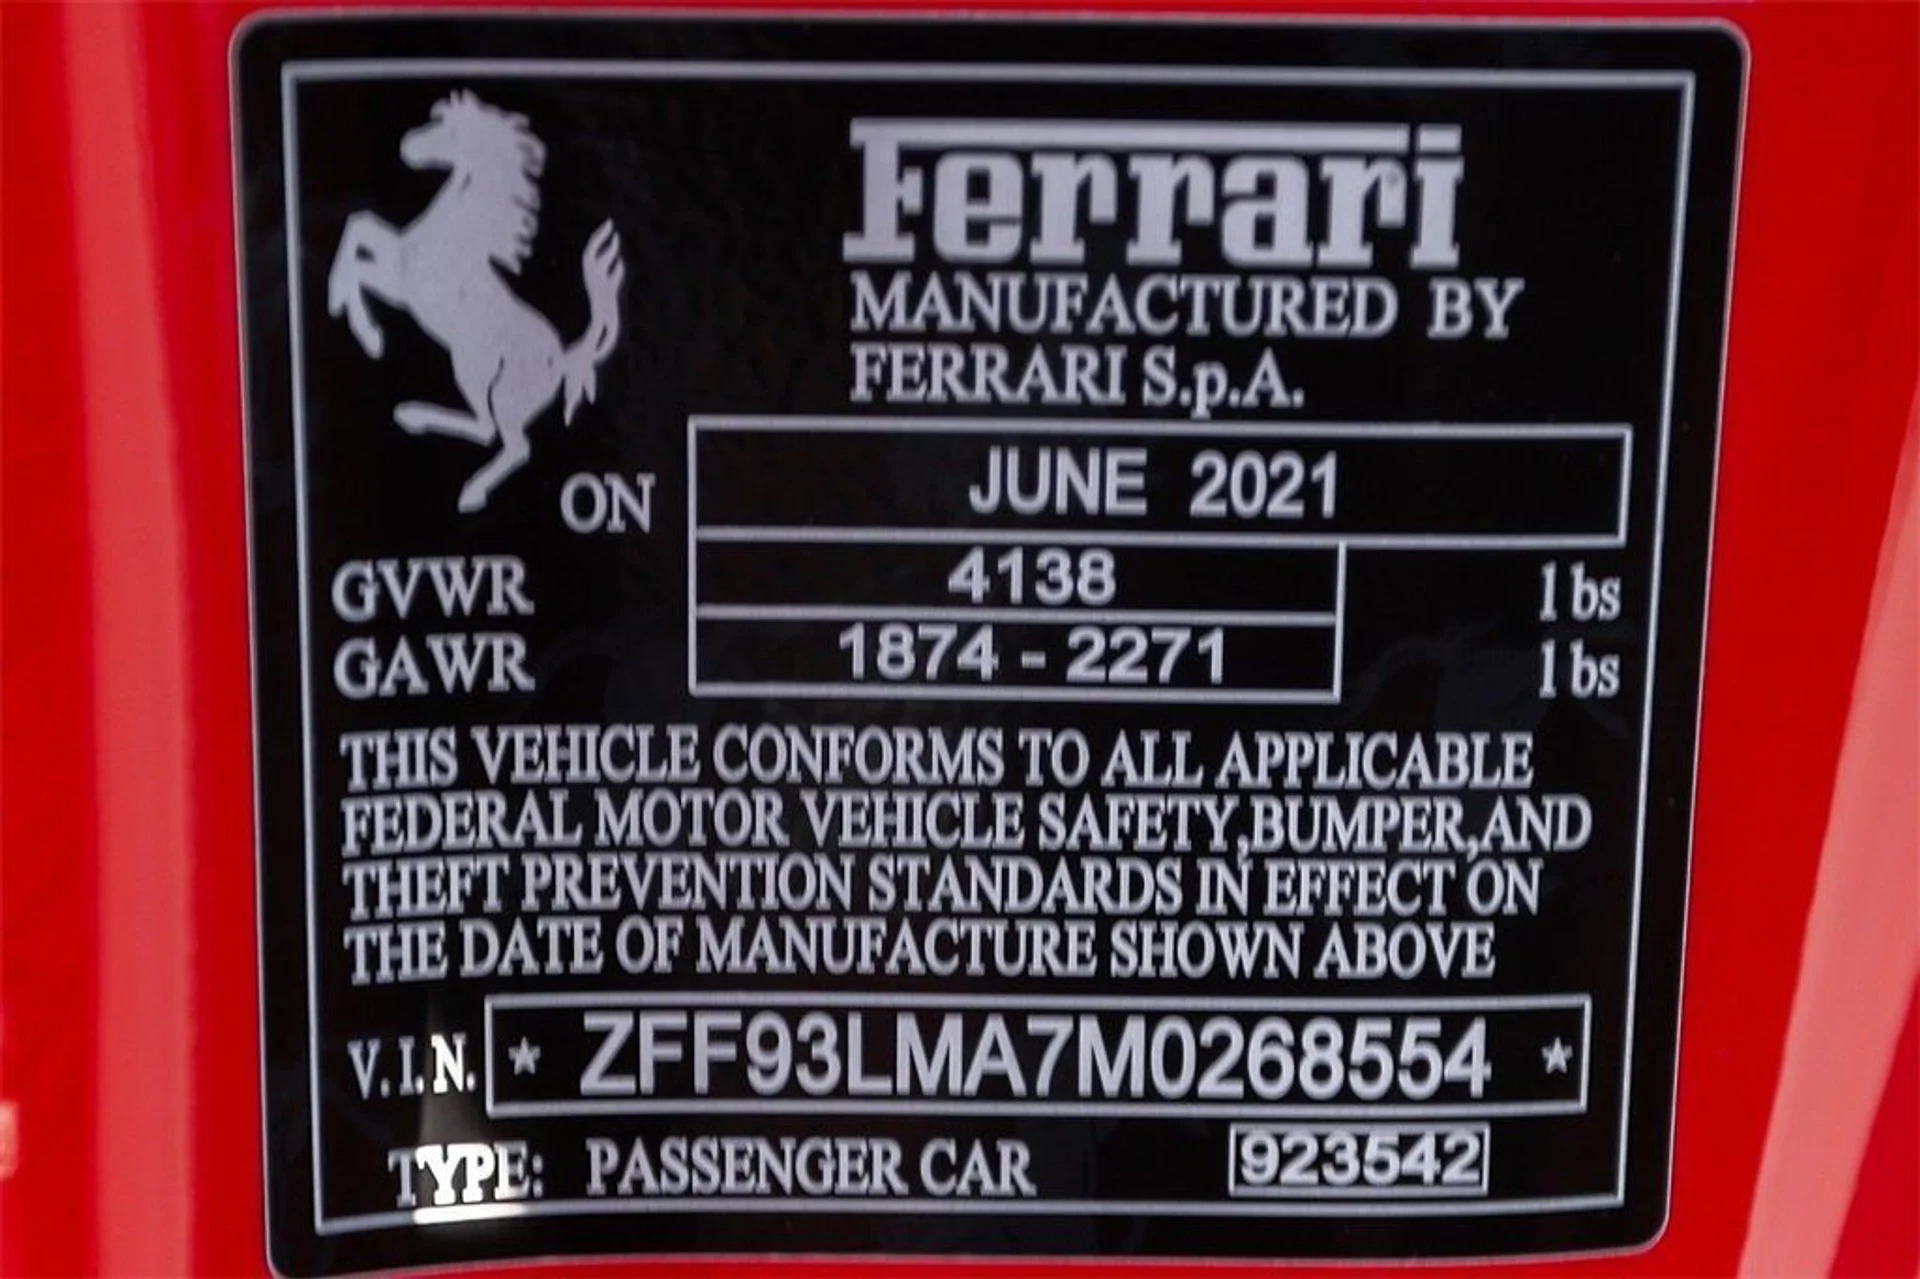 Ferrari
MANUFACTURED BY
FERRARI S.p.A.
ON JUNE 2021
GVWR 4138 lbs
GAWR 1874 - 2271 lbs
THIS VEHICLE CONFORMS TO ALL APPLICABLE
FEDERAL MOTOR VEHICLE SAFETY,BUMPER,AND
THEFT PREVENTION STANDARDS IN EFFECT ON
THE DATE OF MANUFACTURE SHOWN ABOVE
V.I.N. * ZFF93LMA7M0268554 *
TYPE: PASSENGER CAR 923542